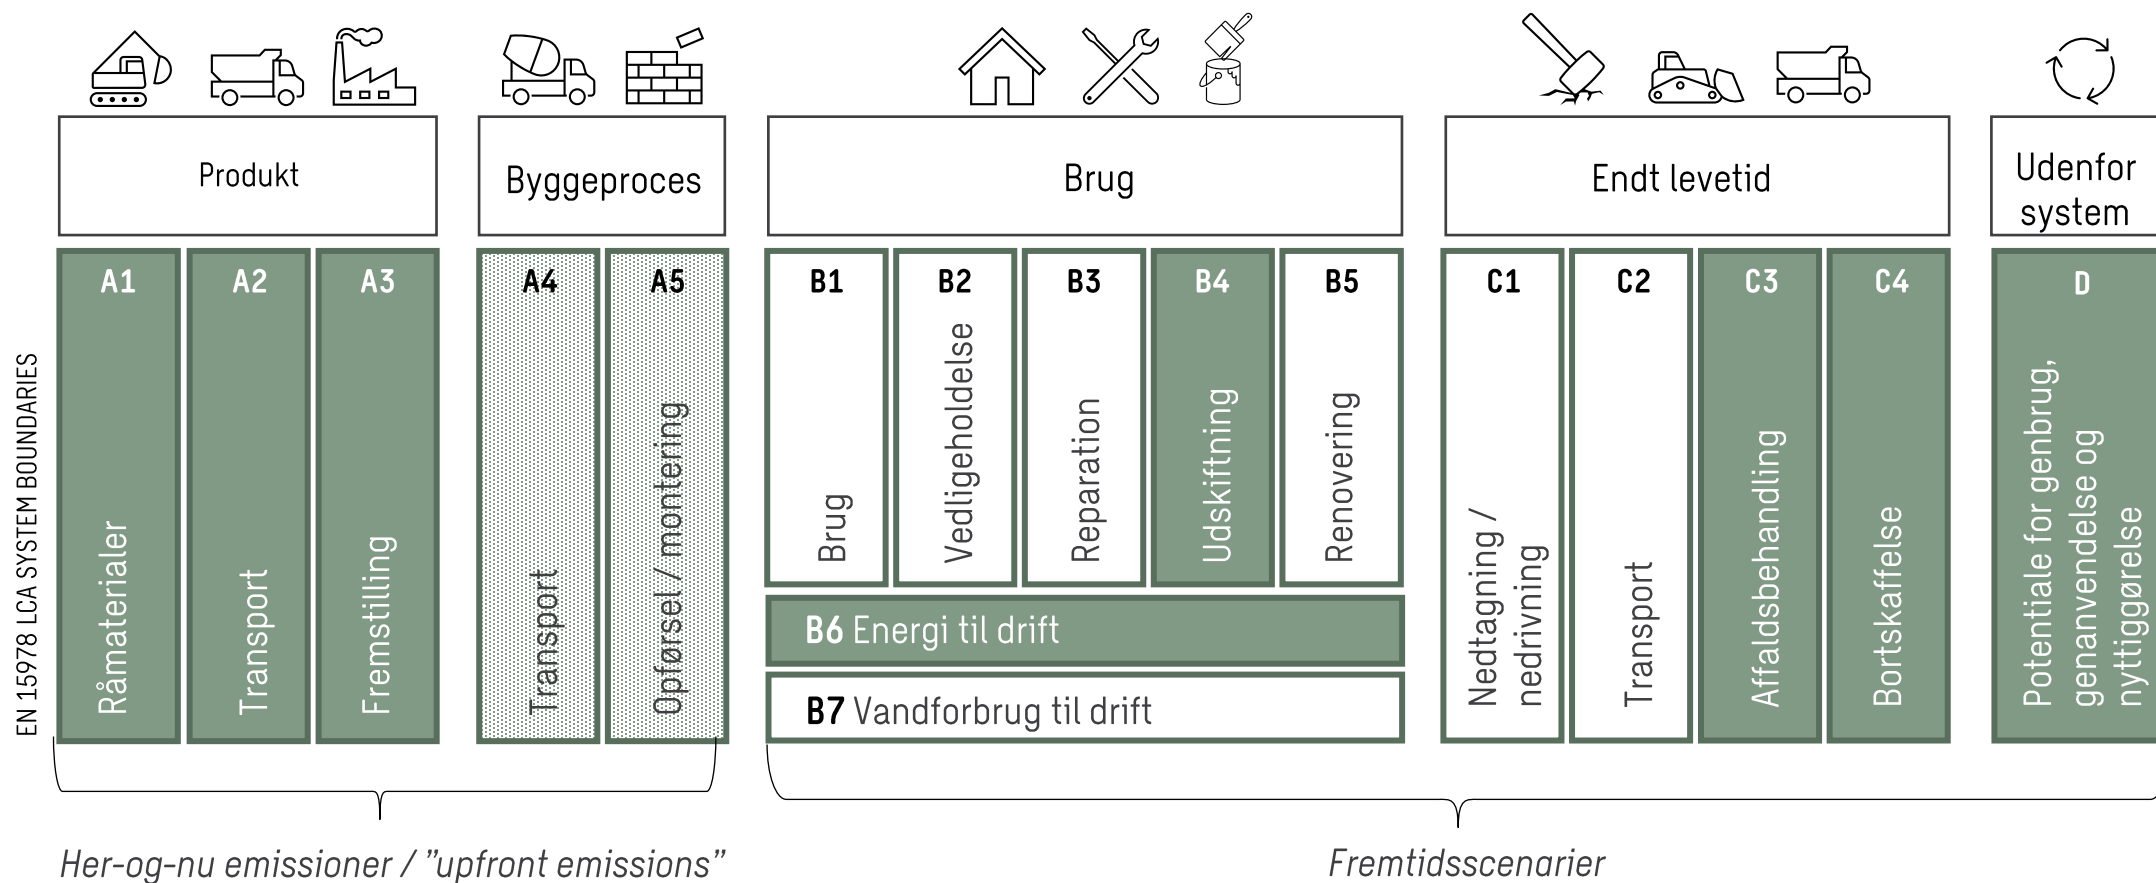 Produkt
Byggeproces
Brug
Endt levetid
Udenfor
system
EN 15978 LCA SYSTEM BOUNDARIES
A1
Råmaterialer
A2
Transport
A3
Fremstilling
A4
Transport
A5
Opførsel / montering
B1
Brug
B2
Vedligeholdelse
B3
Reparation
B4
Udskiftning
B5
Renovering
B6 Energi til drift
B7 Vandforbrug til drift
C1
Nedtagning /
nedrivning
C2
Transport
C3
Affaldsbehandling
C4
Bortskaffelse
D
Potentiale for genbrug,
genanvendelse og
nyttiggørelse
Her-og-nu emissioner / ”upfront emissions”
Fremtidsscenarier